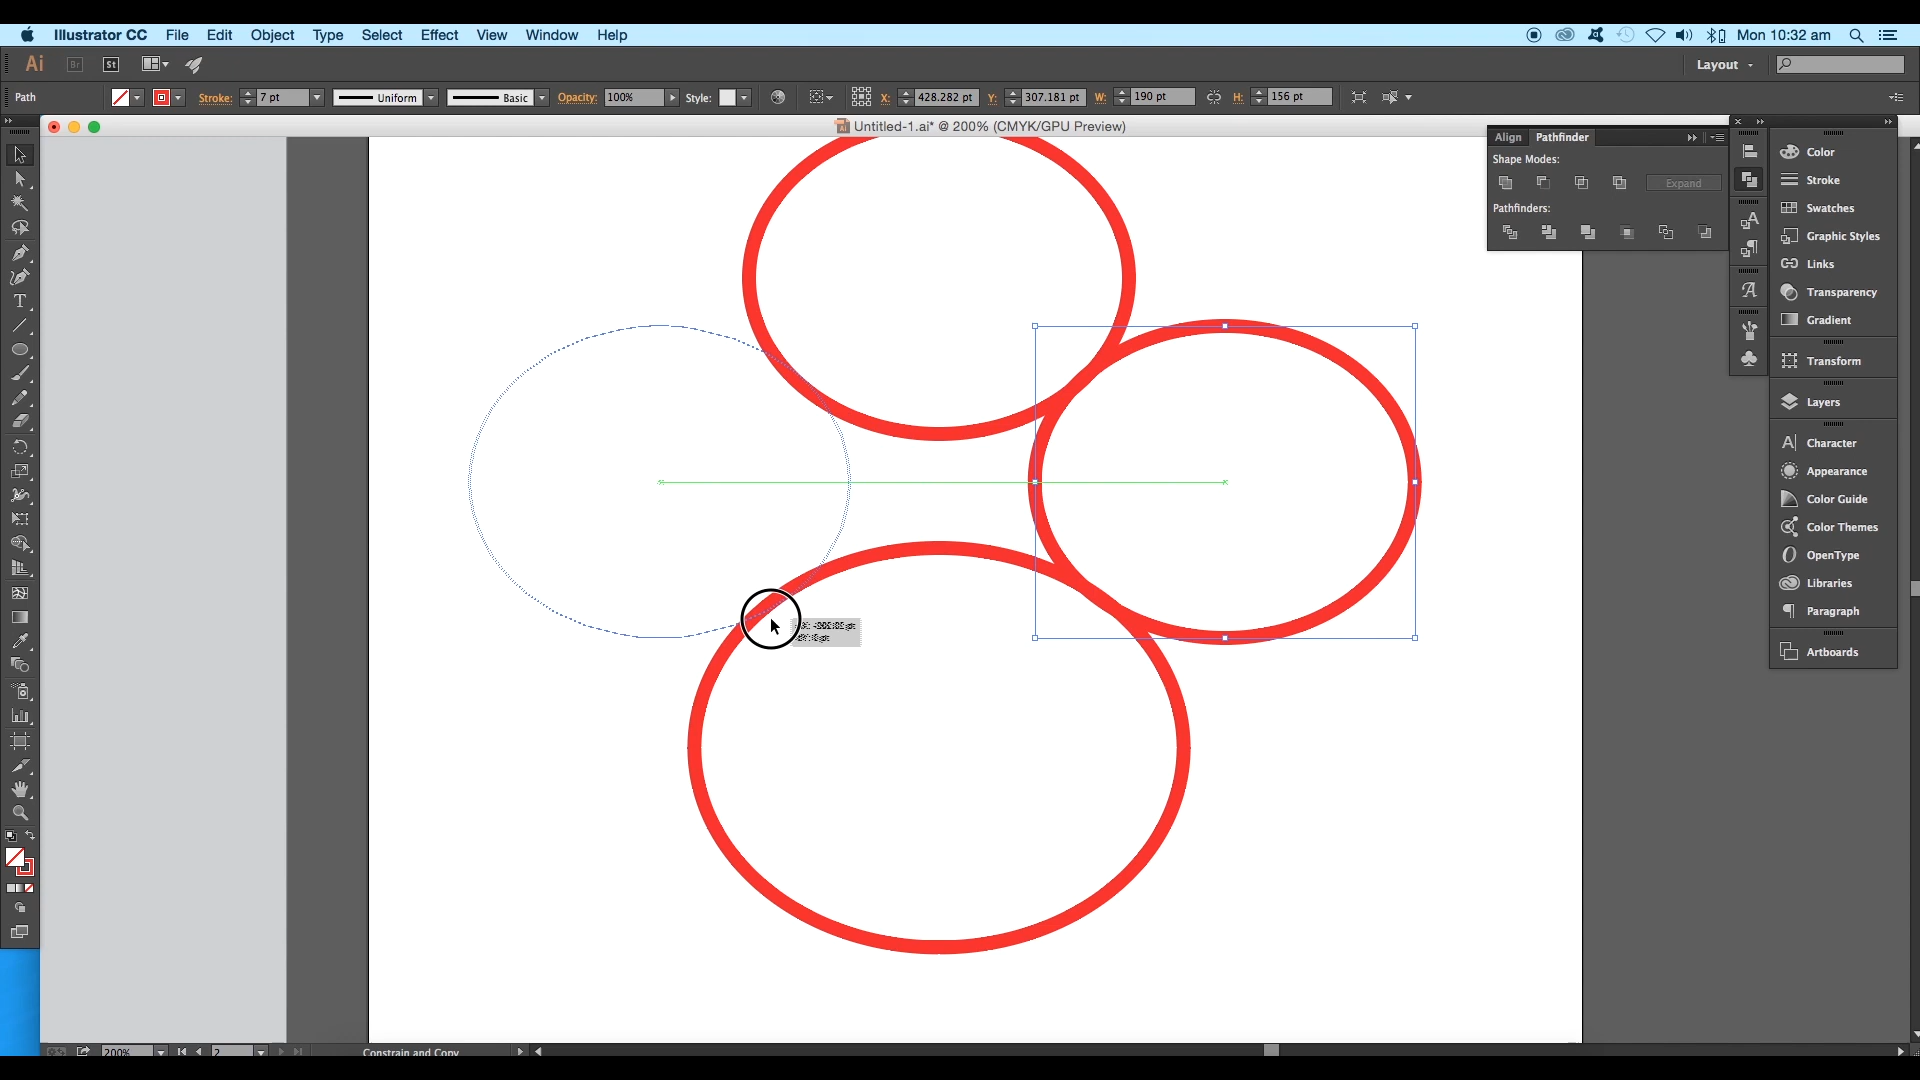 Illustrator CC File Edit Object Type Select Effect View Window Help Mon 10:32 am
Ai Br St Layout
Path Stroke: 7 pt Uniform Basic Opacity: 100% Style: X: 428.282 pt Y: 307.181 pt W: 190 pt H: 156 pt
Untitled-1.ai* @ 200% (CMYK/GPU Preview)
Align Pathfinder
Shape Modes:
Expand
Pathfinders:
Color
Stroke
Swatches
Graphic Styles
Links
Transparency
Gradient
Transform
Layers
Character
Appearance
Color Guide
Color Themes
OpenType
Libraries
Paragraph
Artboards
200% 2 Constrain and Copy